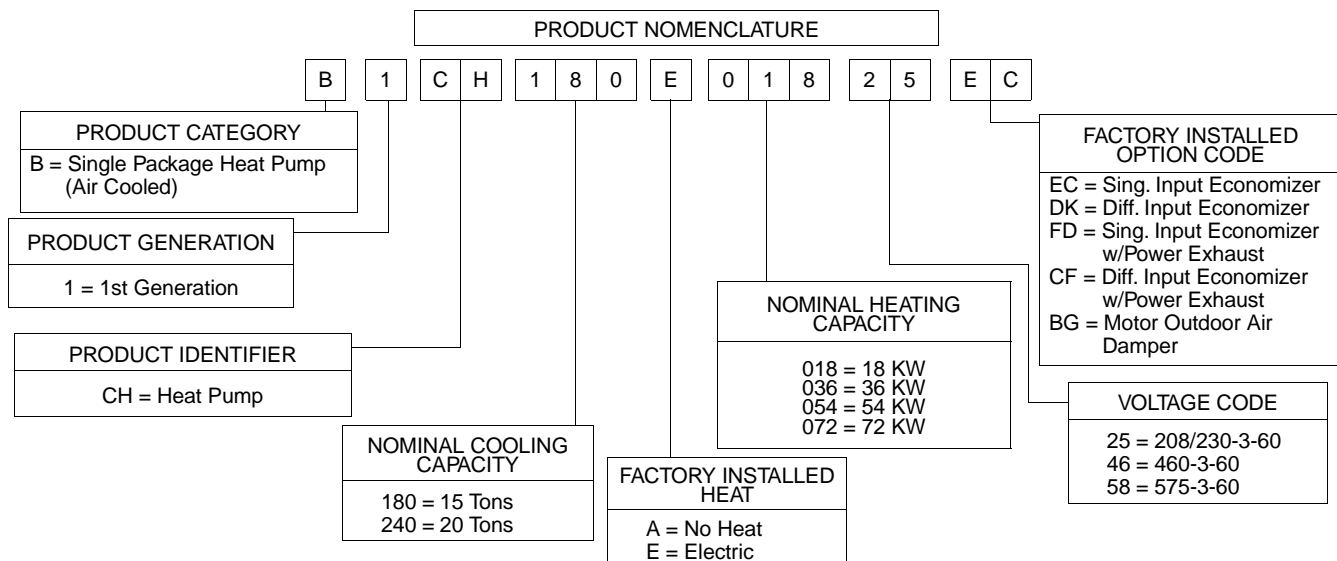 PRODUCT NOMENCLATURE
B 1 C H 1 8 0 E 0 1 8 2 5 E C
PRODUCT CATEGORY
B = Single Package Heat Pump
(Air Cooled)
PRODUCT GENERATION
1 = 1st Generation
PRODUCT IDENTIFIER
CH = Heat Pump
NOMINAL COOLING
CAPACITY
180 = 15 Tons
240 = 20 Tons
FACTORY INSTALLED
HEAT
A = No Heat
E = Electric
NOMINAL HEATING
CAPACITY
018 = 18 KW
036 = 36 KW
054 = 54 KW
072 = 72 KW
FACTORY INSTALLED
OPTION CODE
EC = Sing. Input Economizer
DK = Diff. Input Economizer
FD = Sing. Input Economizer
w/Power Exhaust
CF = Diff. Input Economizer
w/Power Exhaust
BG = Motor Outdoor Air
Damper
VOLTAGE CODE
25 = 208/230-3-60
46 = 460-3-60
58 = 575-3-60